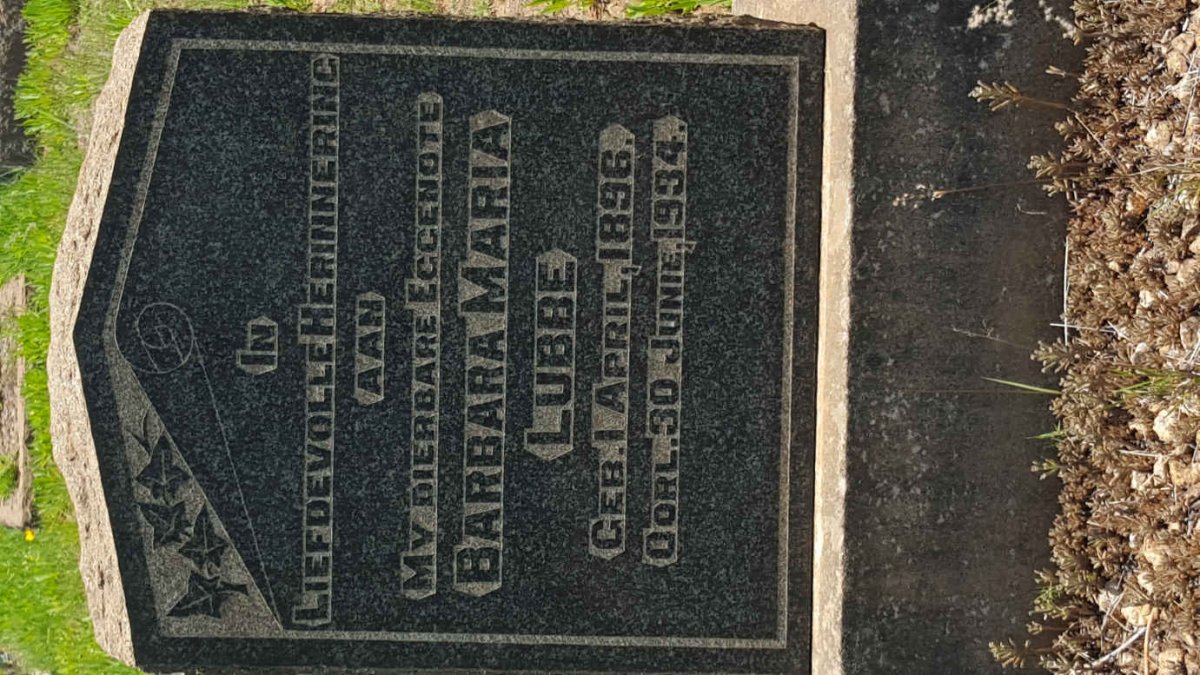 IN
LIEFDEVOLLE HERINNERING
AAN
MY DIERBARE EGGENOTE
BARBARA MARIA
LUBBE
GEB. 1 APRIL, 1896.
OORL. 30 JUNIE, 1934.